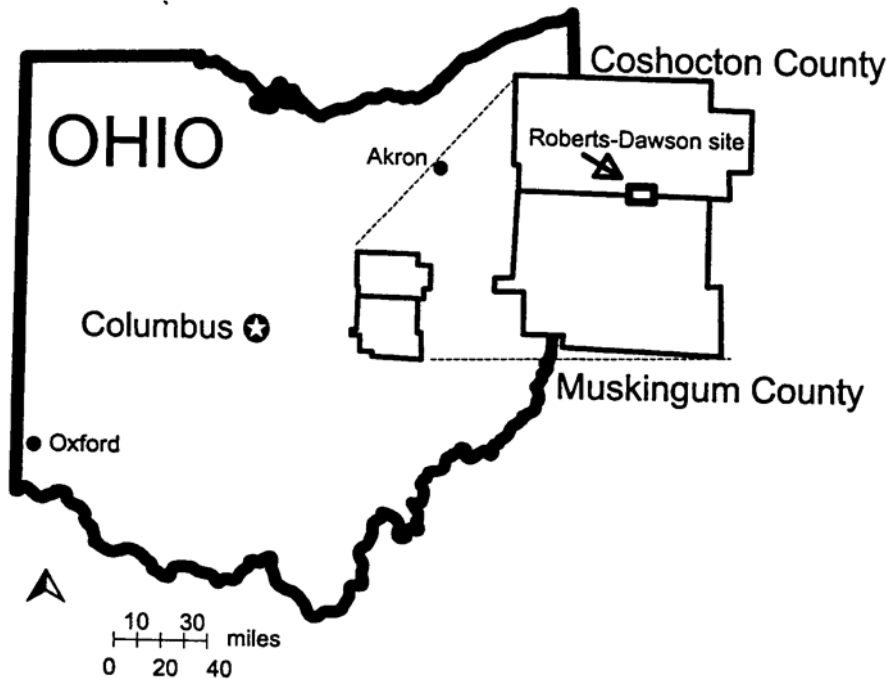 Coshocton County
OHIO
Roberts-Dawson site
Akron
Columbus
Muskingum County
Oxford
10 30
miles
0 20 40